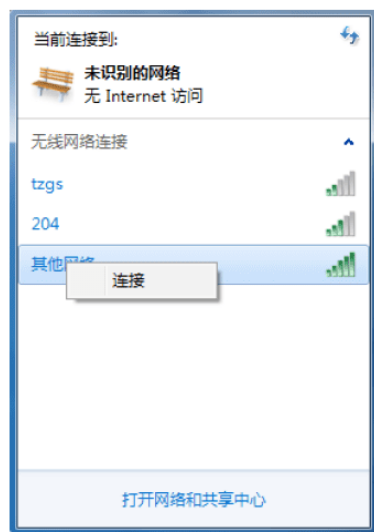 当前连接到:
未识别的网络
无 Internet 访问
无线网络连接
tzgs
204
其他网络
连接
打开网络和共享中心